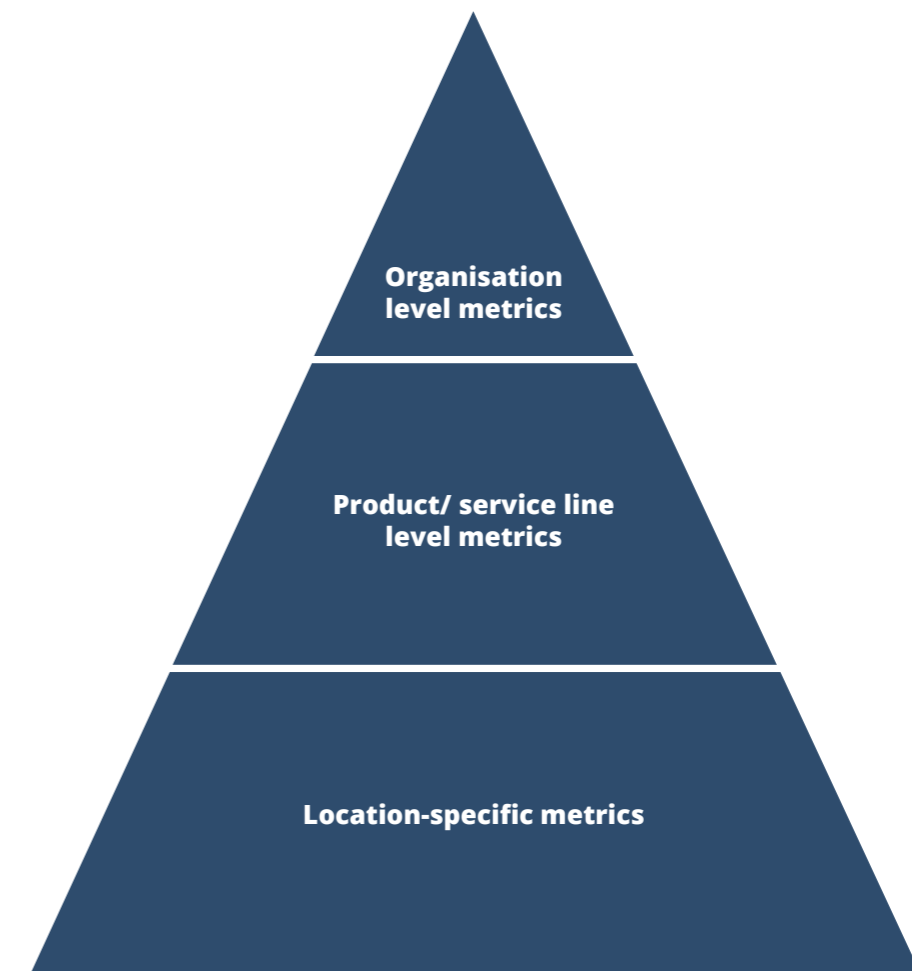 Organisation
level metrics
Product/ service line
level metrics
Location-specific metrics